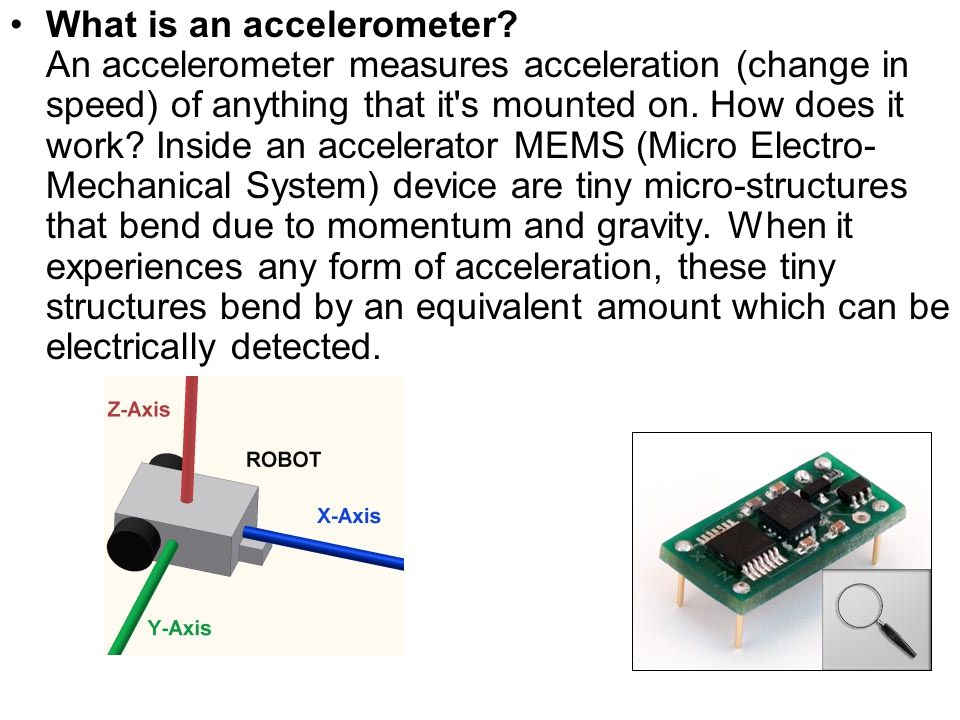 • What is an accelerometer?
An accelerometer measures acceleration (change in
speed) of anything that it's mounted on. How does it
work? Inside an accelerator MEMS (Micro Electro-
Mechanical System) device are tiny micro-structures
that bend due to momentum and gravity. When it
experiences any form of acceleration, these tiny
structures bend by an equivalent amount which can be
electrically detected.
Z-Axis
ROBOT
X-Axis
Y-Axis